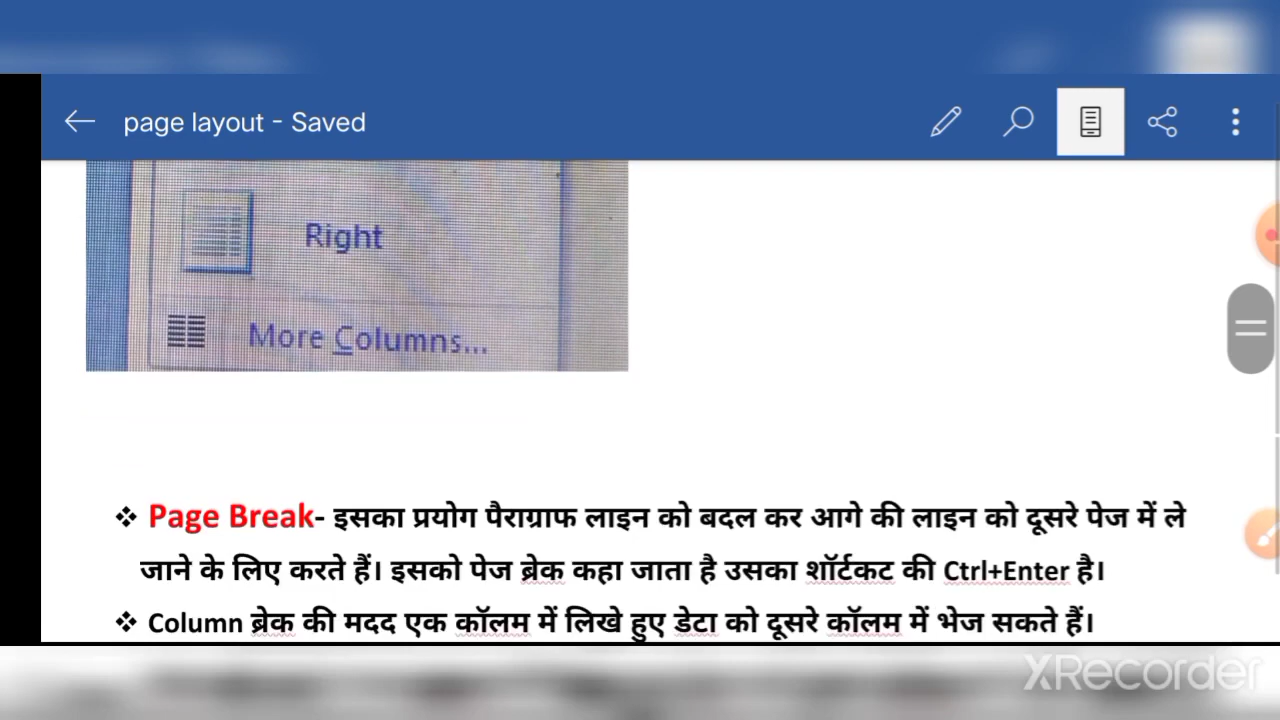 page layout - Saved
Right
More Columns...
❖ Page Break- इसका प्रयोग पैराग्राफ लाइन को बदल कर आगे की लाइन को दूसरे पेज में ले
जाने के लिए करते हैं। इसको पेज ब्रेक कहा जाता है उसका शॉर्टकट की Ctrl+Enter है।
❖ Column ब्रेक की मदद एक कॉलम में लिखे हुए डेटा को दूसरे कॉलम में भेज सकते हैं।
XRecorder